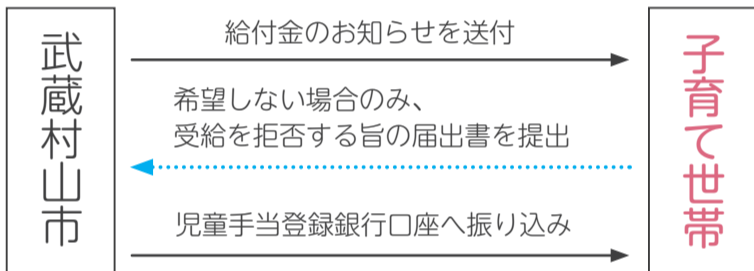 武蔵村山市
給付金のお知らせを送付
希望しない場合のみ、
受給を拒否する旨の届出書を提出
児童手当登録銀行口座へ振り込み
子育て世帯